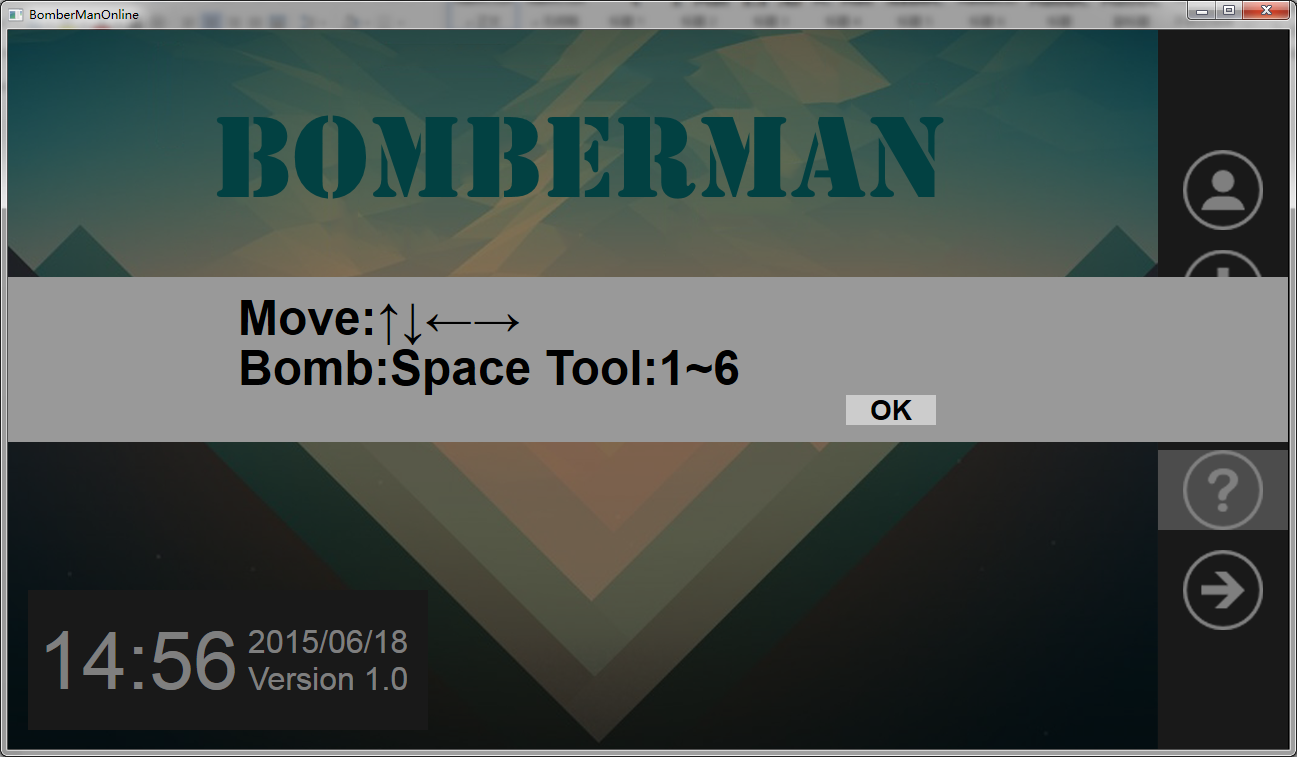 BomberManOnline
BOMBERMAN
Move:↑↓←→
Bomb:Space Tool:1~6
OK
?
14:56
2015/06/18
Version 1.0